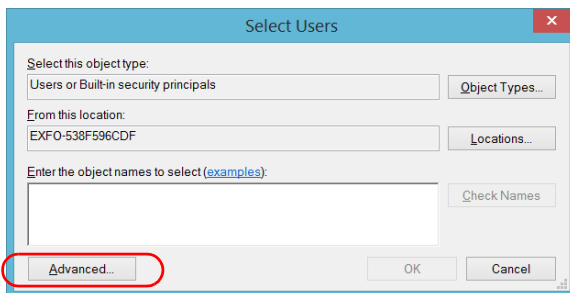 Select Users
x
Select this object type:
Users or Built-in security principals
Object Types...
From this location:
EXFO-538F596CDF
Locations...
Enter the object names to select (examples):
Check Names
Advanced...
OK
Cancel